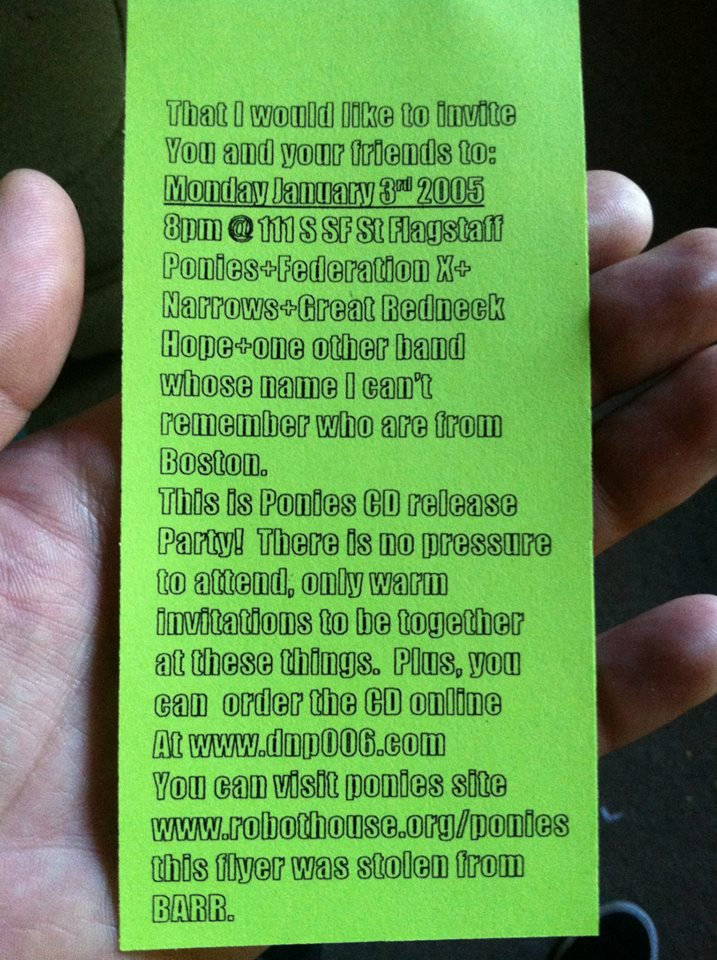 That I would like to invite
You and your friends to:
Monday January 3rd 2005
8pm @ 111 S SF St Flagstaff
Ponies+Federation X+
Narrows+Great Redneck
Hope+one other band
whose name I can't
remember who are from
Boston.
This is Ponies CD release
Party!  There is no pressure
to attend, only warm
invitations to be together
at these things.  Plus, you
can  order the CD online
At www.dnp006.com
You can visit ponies site
www.robothouse.org/ponies
this flyer was stolen from
BARR.